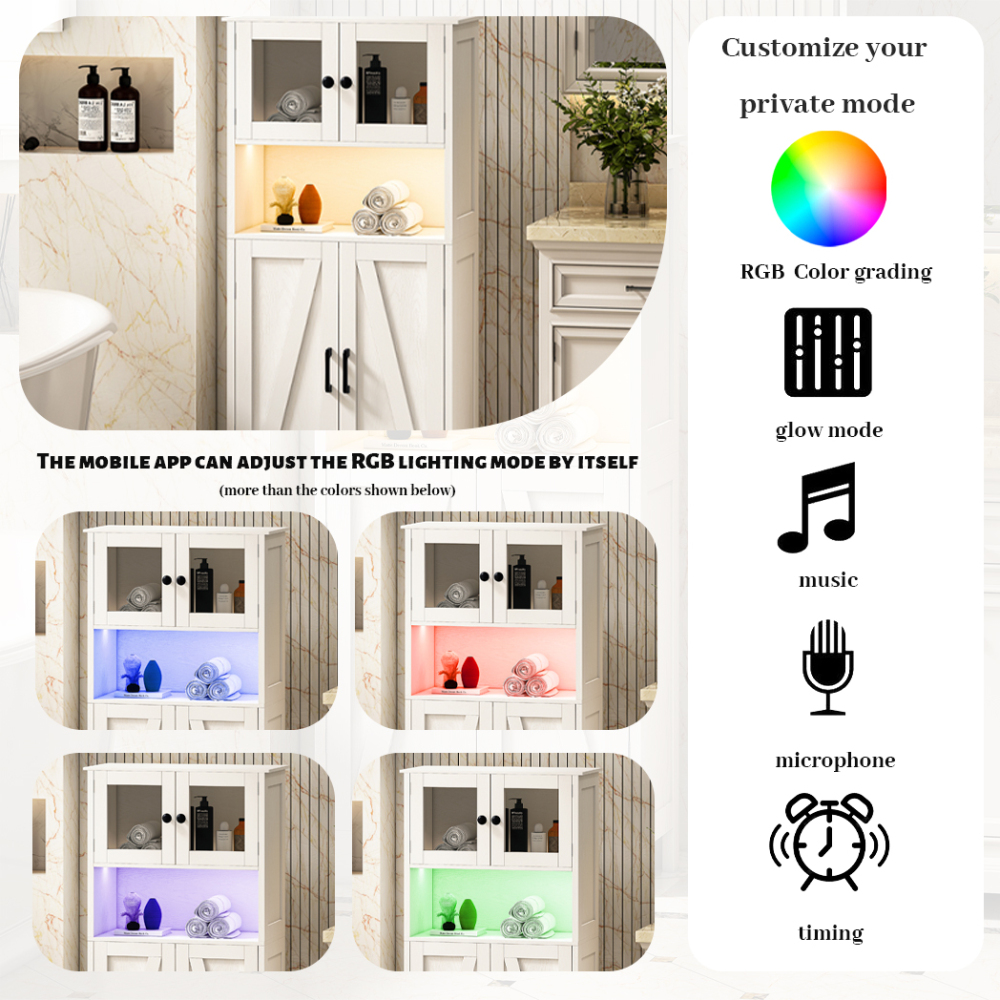 Customize your
private mode
RGB Color grading
glow mode
music
microphone
timing
THE MOBILE APP CAN ADJUST THE RGB LIGHTING MODE BY ITSELF
(more than the colors shown below)